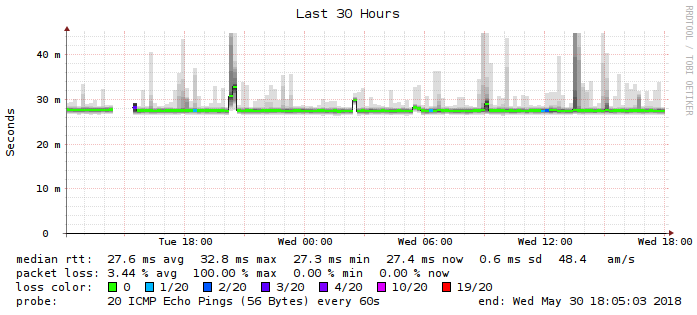 Last 30 Hours
RRDTOOL / TOBI OETIKER
Seconds
40 m
30 m
20 m
10 m
0
Tue 18:00 Wed 00:00 Wed 06:00 Wed 12:00 Wed 18:00
median rtt: 27.6 ms avg 32.8 ms max 27.3 ms min 27.4 ms now 0.6 ms sd 48.4 am/s
packet loss: 3.44 % avg 100.00 % max 0.00 % min 0.00 % now
loss color: 0 1/20 2/20 3/20 4/20 10/20 19/20
probe: 20 ICMP Echo Pings (56 Bytes) every 60s end: Wed May 30 18:05:03 2018